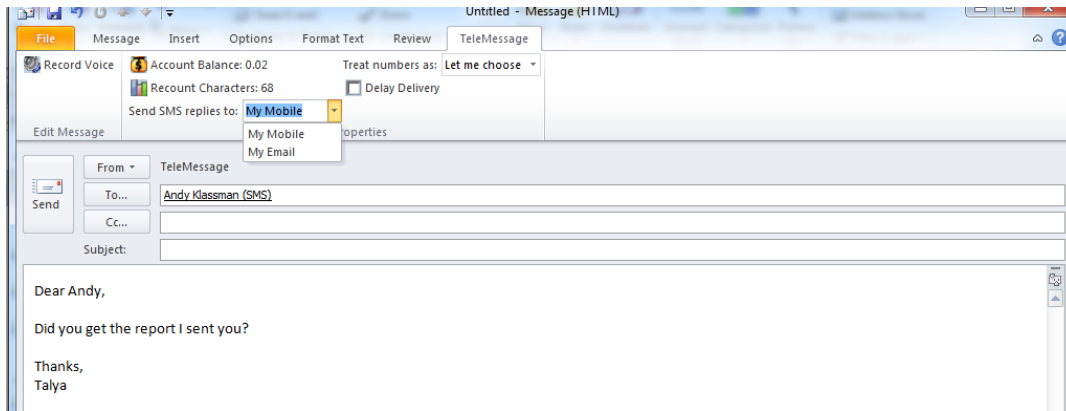 Untitled - Message (HTML)
File Message Insert Options Format Text Review TeleMessage
Record Voice Account Balance: 0.02 Treat numbers as: Let me choose
Recount Characters: 68 Delay Delivery
Send SMS replies to: My Mobile
My Mobile
My Email
Edit Message roperties
From TeleMessage
Send To... Andy Klassman (SMS)
Cc...
Subject:
Dear Andy,
Did you get the report I sent you?
Thanks,
Talya